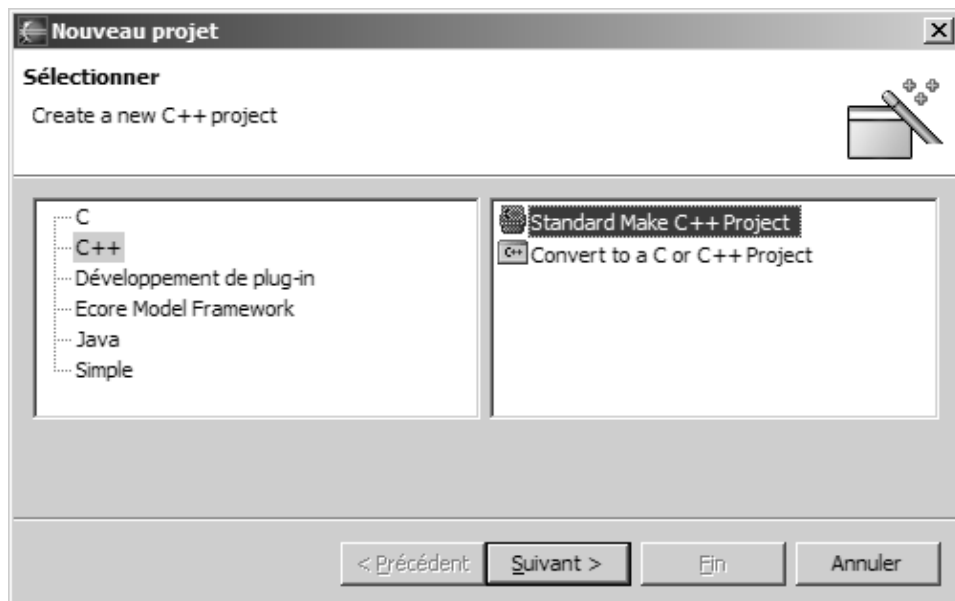 Nouveau projet
Sélectionner
Create a new C++ project
C
C++
Développement de plug-in
Ecore Model Framework
Java
Simple
Standard Make C++ Project
C++ Convert to a C or C++ Project
< Précédent
Suivant >
Fin
Annuler